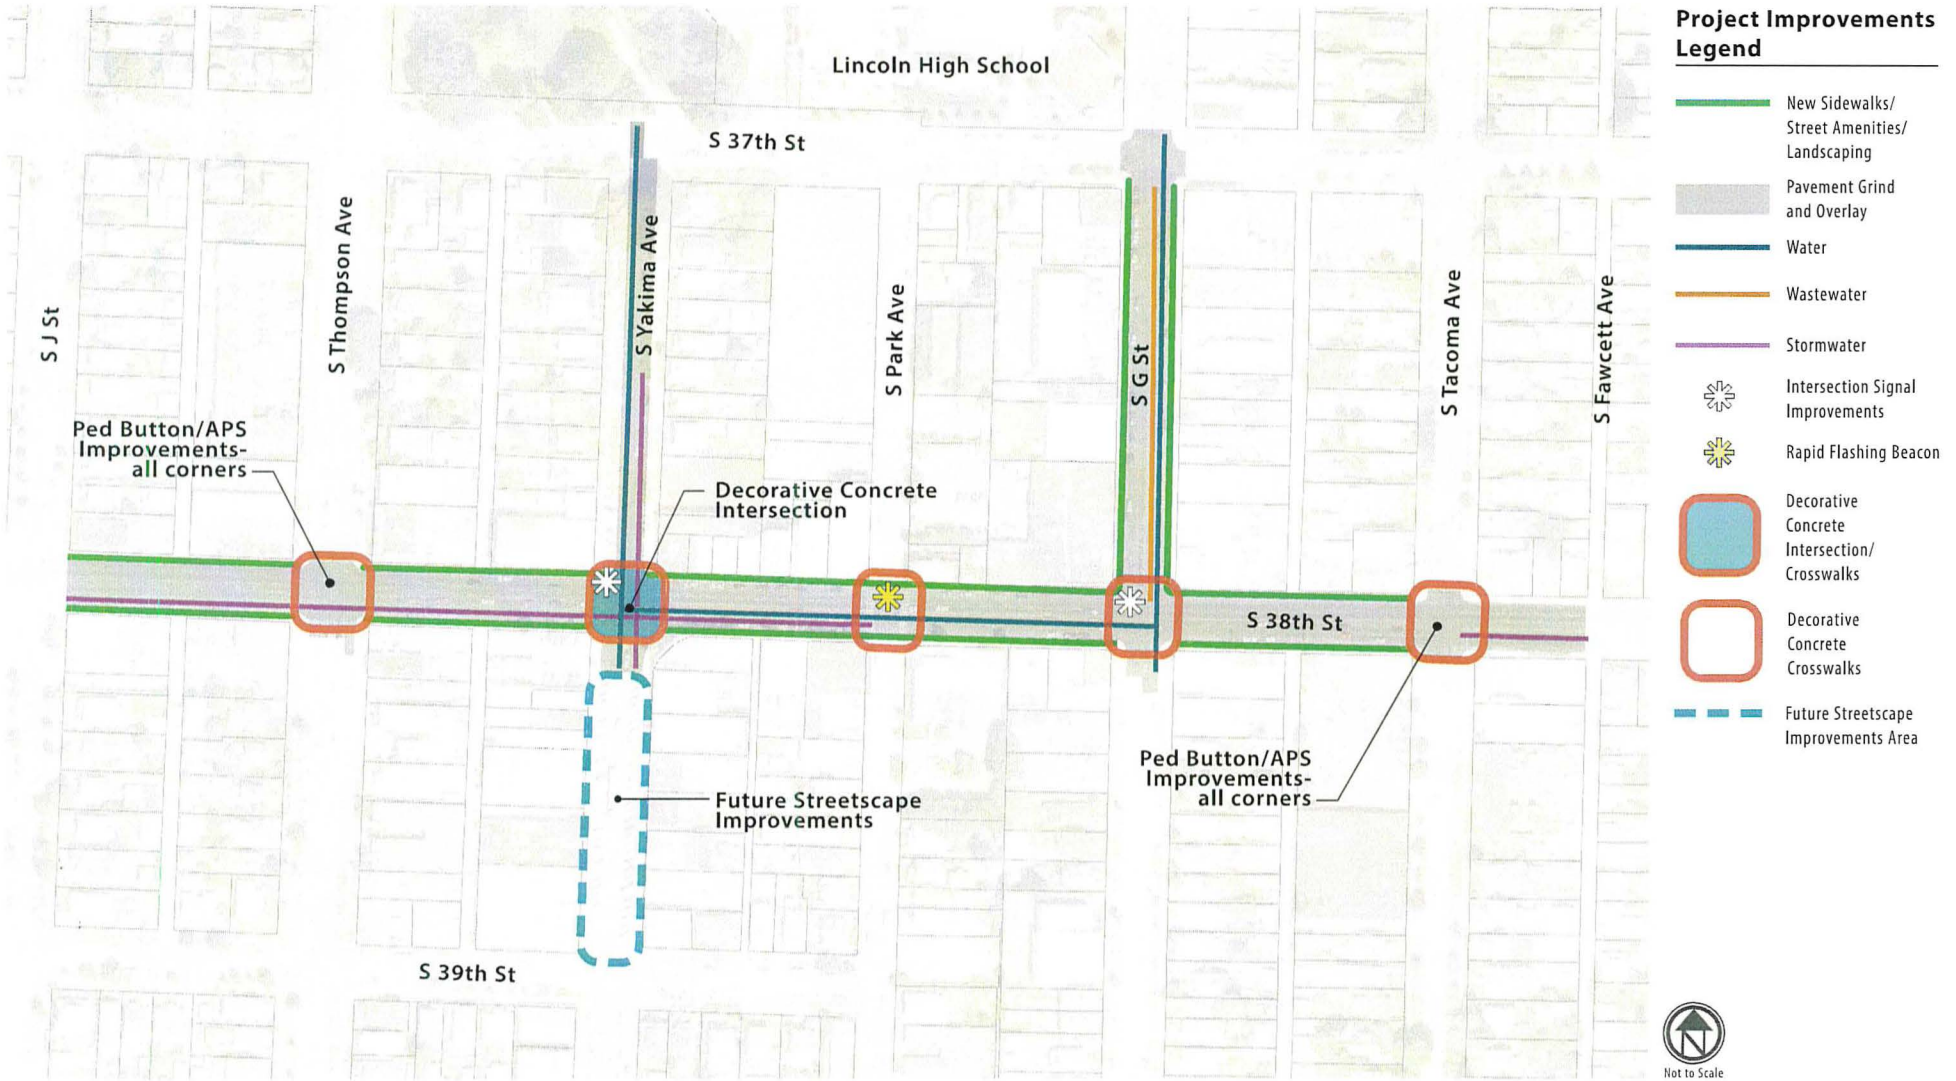 Lincoln High School
S 37th St
S J St
S Thompson Ave
S Yakima Ave
S Park Ave
S G St
S Tacoma Ave
S Fawcett Ave
Ped Button/APS
Improvements-
all corners
Decorative Concrete
Intersection
S 38th St
Ped Button/APS
Improvements-
all corners
Future Streetscape
Improvements
S 39th St
Project Improvements
Legend
New Sidewalks/
Street Amenities/
Landscaping
Pavement Grind
and Overlay
Water
Wastewater
Stormwater
Intersection Signal
Improvements
Rapid Flashing Beacon
Decorative
Concrete
Intersection/
Crosswalks
Decorative
Concrete
Crosswalks
Future Streetscape
Improvements Area
N
Not to Scale